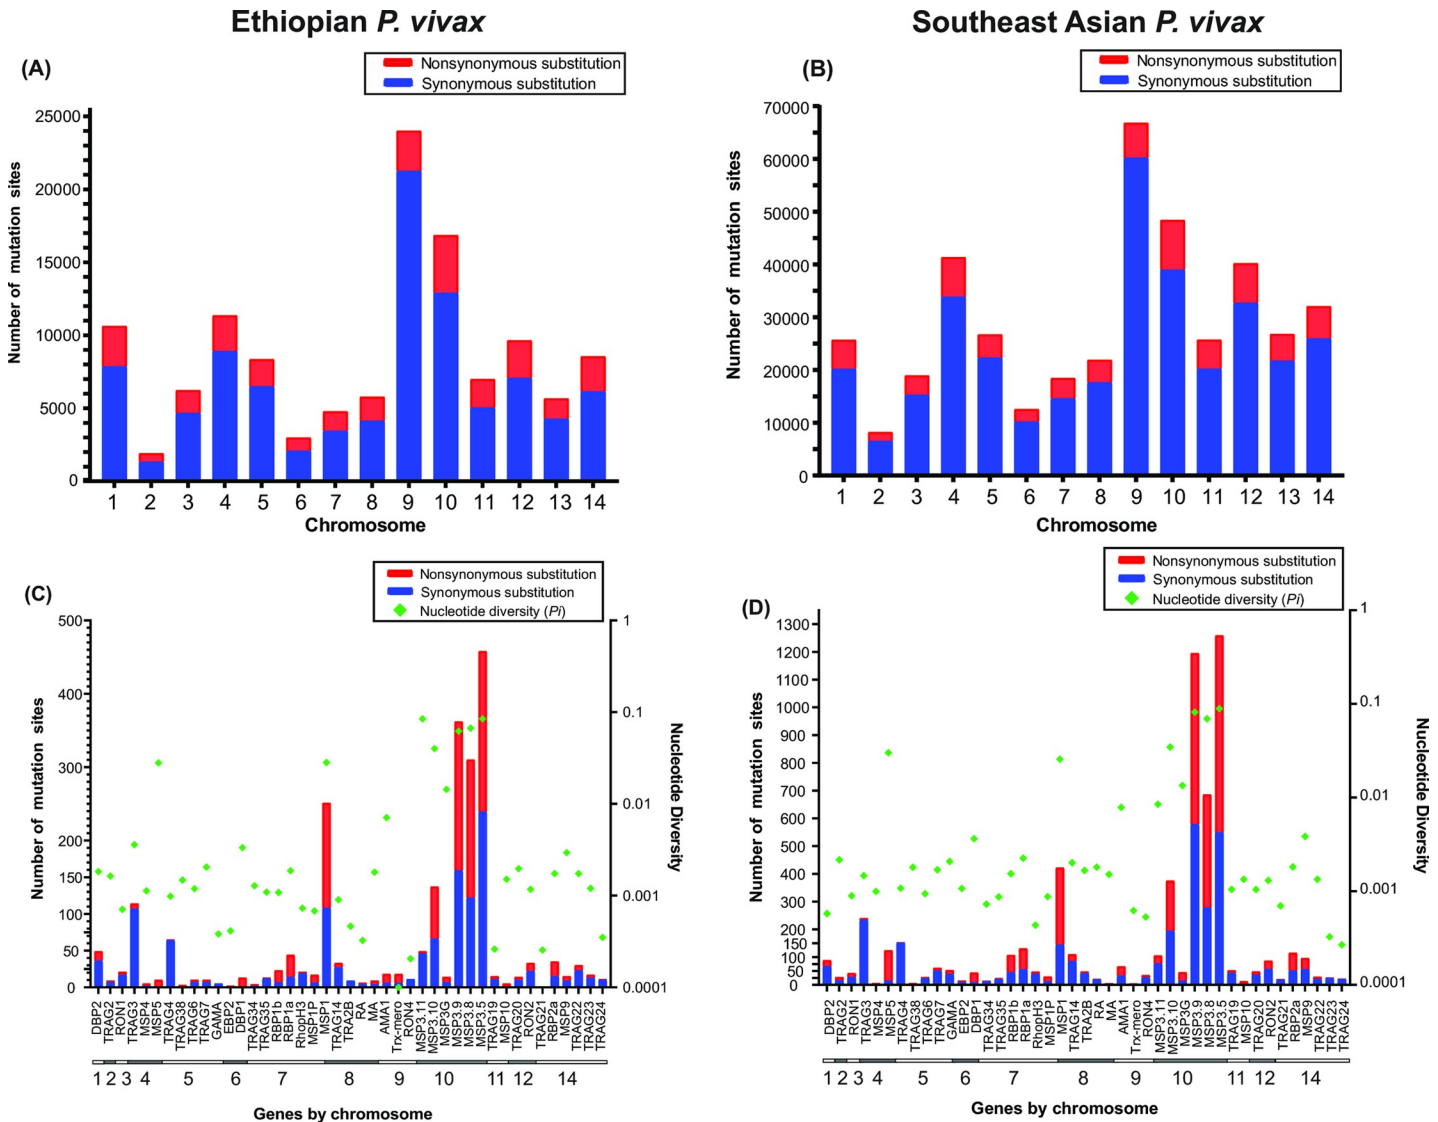 Ethiopian P. vivax
Southeast Asian P. vivax
(A)
Nonsynonymous substitution
Synonymous substitution
Number of mutation sites
25000
20000
15000
10000
5000
0
1 2 3 4 5 6 7 8 9 10 11 12 13 14
Chromosome
(B)
Nonsynonymous substitution
Synonymous substitution
Number of mutation sites
70000
60000
50000
40000
30000
20000
10000
0
1 2 3 4 5 6 7 8 9 10 11 12 13 14
Chromosome
(C)
Nonsynonymous substitution
Synonymous substitution
Nucleotide diversity (Pi)
Number of mutation sites
500
400
300
200
150
100
50
0
1
0.1
0.01
0.001
0.0001
Nucleotide Diversity
DBP2 TRAG2 RON1 TRAG3 MSP4 MSP5 TRAG4 TRAG38 TRAG6 TRAG7 GAMA EBP2 DBP1 TRAG34 TRAG35 RBP1b RBP1a RhopH3 MSP1P MSP1 TRAG14 TRA2B RA MA AMA1 Trx-mero RON4 MSP3.11 MSP3.10 MSP3G MSP3.9 MSP3.8 MSP3.5 TRAG19 MSP10 TRAG20 RON2 TRAG21 RBP2a MSP9 TRAG22 TRAG23 TRAG24
1 2 3 4 5 6 7 8 9 10 11 12 14
Genes by chromosome
(D)
Nonsynonymous substitution
Synonymous substitution
Nucleotide diversity (Pi)
Number of mutation sites
1300
1200
1100
1000
900
800
700
600
500
400
300
200
150
100
50
0
1
0.1
0.01
0.001
0.0001
Nucleotide Diversity
DBP2 TRAG2 RON1 TRAG3 MSP4 MSP5 TRAG4 TRAG38 TRAG6 TRAG7 GAMA EBP2 DBP1 TRAG34 TRAG35 RBP1b RBP1a RhopH3 MSP1P MSP1 TRAG14 TRA2B RA MA AMA1 Trx-mero RON4 MSP3.11 MSP3.10 MSP3G MSP3.9 MSP3.8 MSP3.5 TRAG19 MSP10 TRAG20 RON2 TRAG21 RBP2a MSP9 TRAG22 TRAG23 TRAG24
1 2 3 4 5 6 7 8 9 10 11 12 14
Genes by chromosome